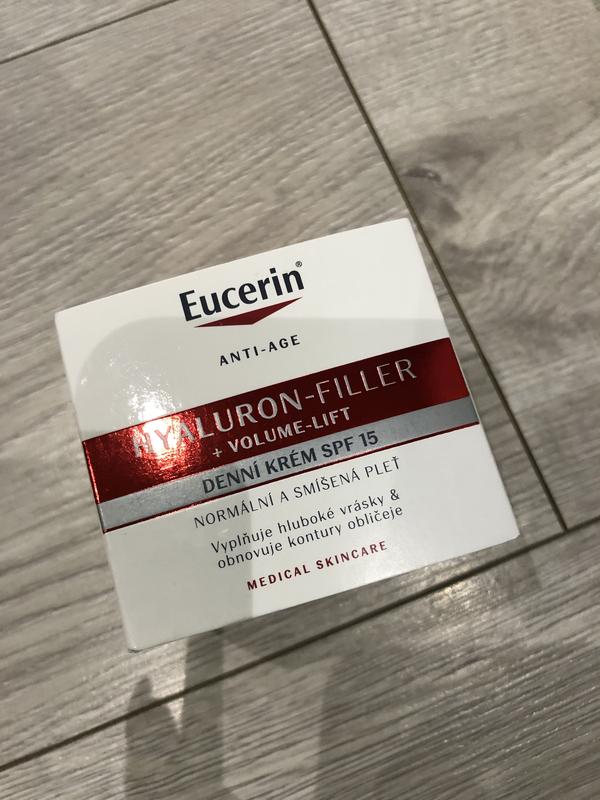 Eucerin®
ANTI-AGE
HYALURON-FILLER
+ VOLUME-LIFT
DENNÍ KRÉM SPF 15
NORMÁLNÍ A SMÍŠENÁ PLEŤ
Vyplňuje hluboké vrásky &
obnovuje kontury obličeje
MEDICAL SKINCARE